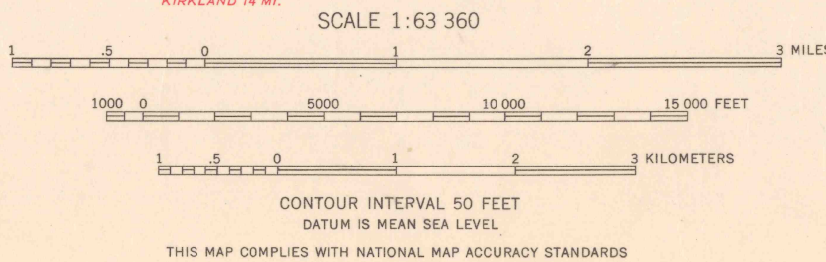 KIRKLAND 14 MI.
SCALE 1:63 360
1 .5 0 1 2 3 MILES
1000 0 5000 10 000 15 000 FEET
1 .5 0 1 2 3 KILOMETERS
CONTOUR INTERVAL 50 FEET
DATUM IS MEAN SEA LEVEL
THIS MAP COMPLIES WITH NATIONAL MAP ACCURACY STANDARDS